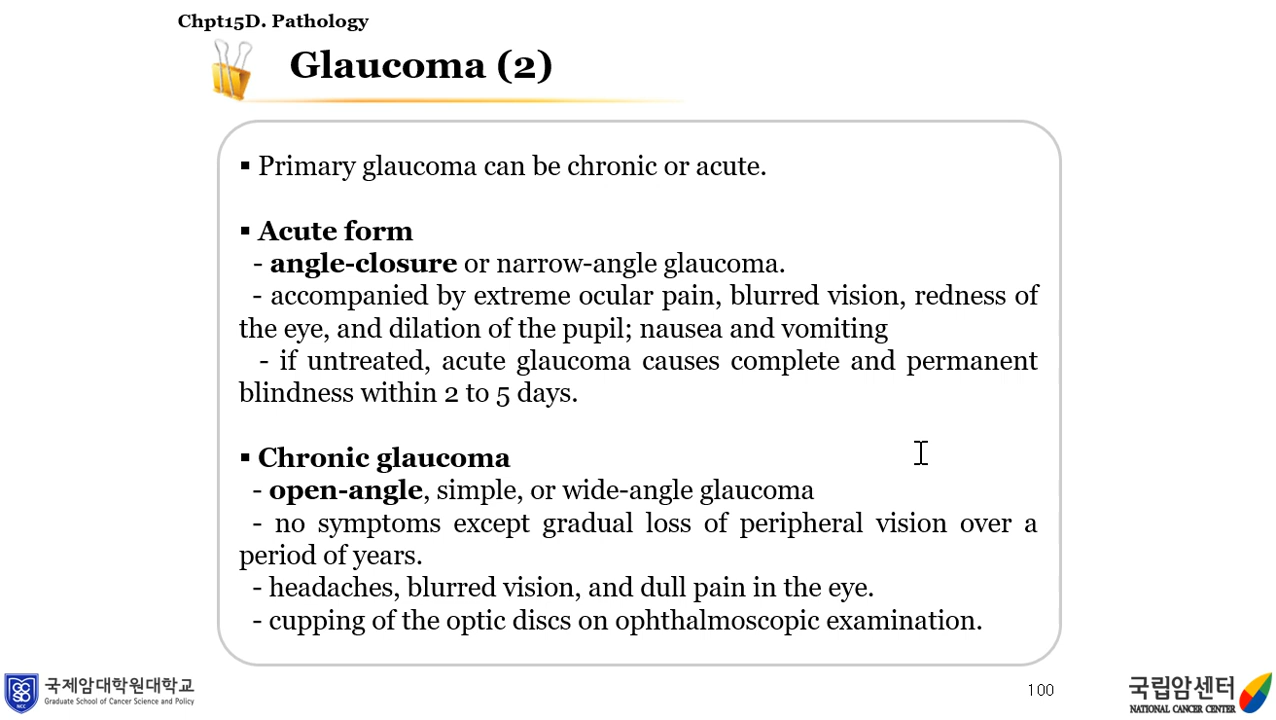 Chpt15D. Pathology
Glaucoma (2)
▪ Primary glaucoma can be chronic or acute.
▪ Acute form
- angle-closure or narrow-angle glaucoma.
- accompanied by extreme ocular pain, blurred vision, redness of
the eye, and dilation of the pupil; nausea and vomiting
- if untreated, acute glaucoma causes complete and permanent
blindness within 2 to 5 days.
▪ Chronic glaucoma
- open-angle, simple, or wide-angle glaucoma
- no symptoms except gradual loss of peripheral vision over a
period of years.
- headaches, blurred vision, and dull pain in the eye.
- cupping of the optic discs on ophthalmoscopic examination.
NCC
국제암대학원대학교
Graduate School of Cancer Science and Policy
100
국립암센터
NATIONAL CANCER CENTER